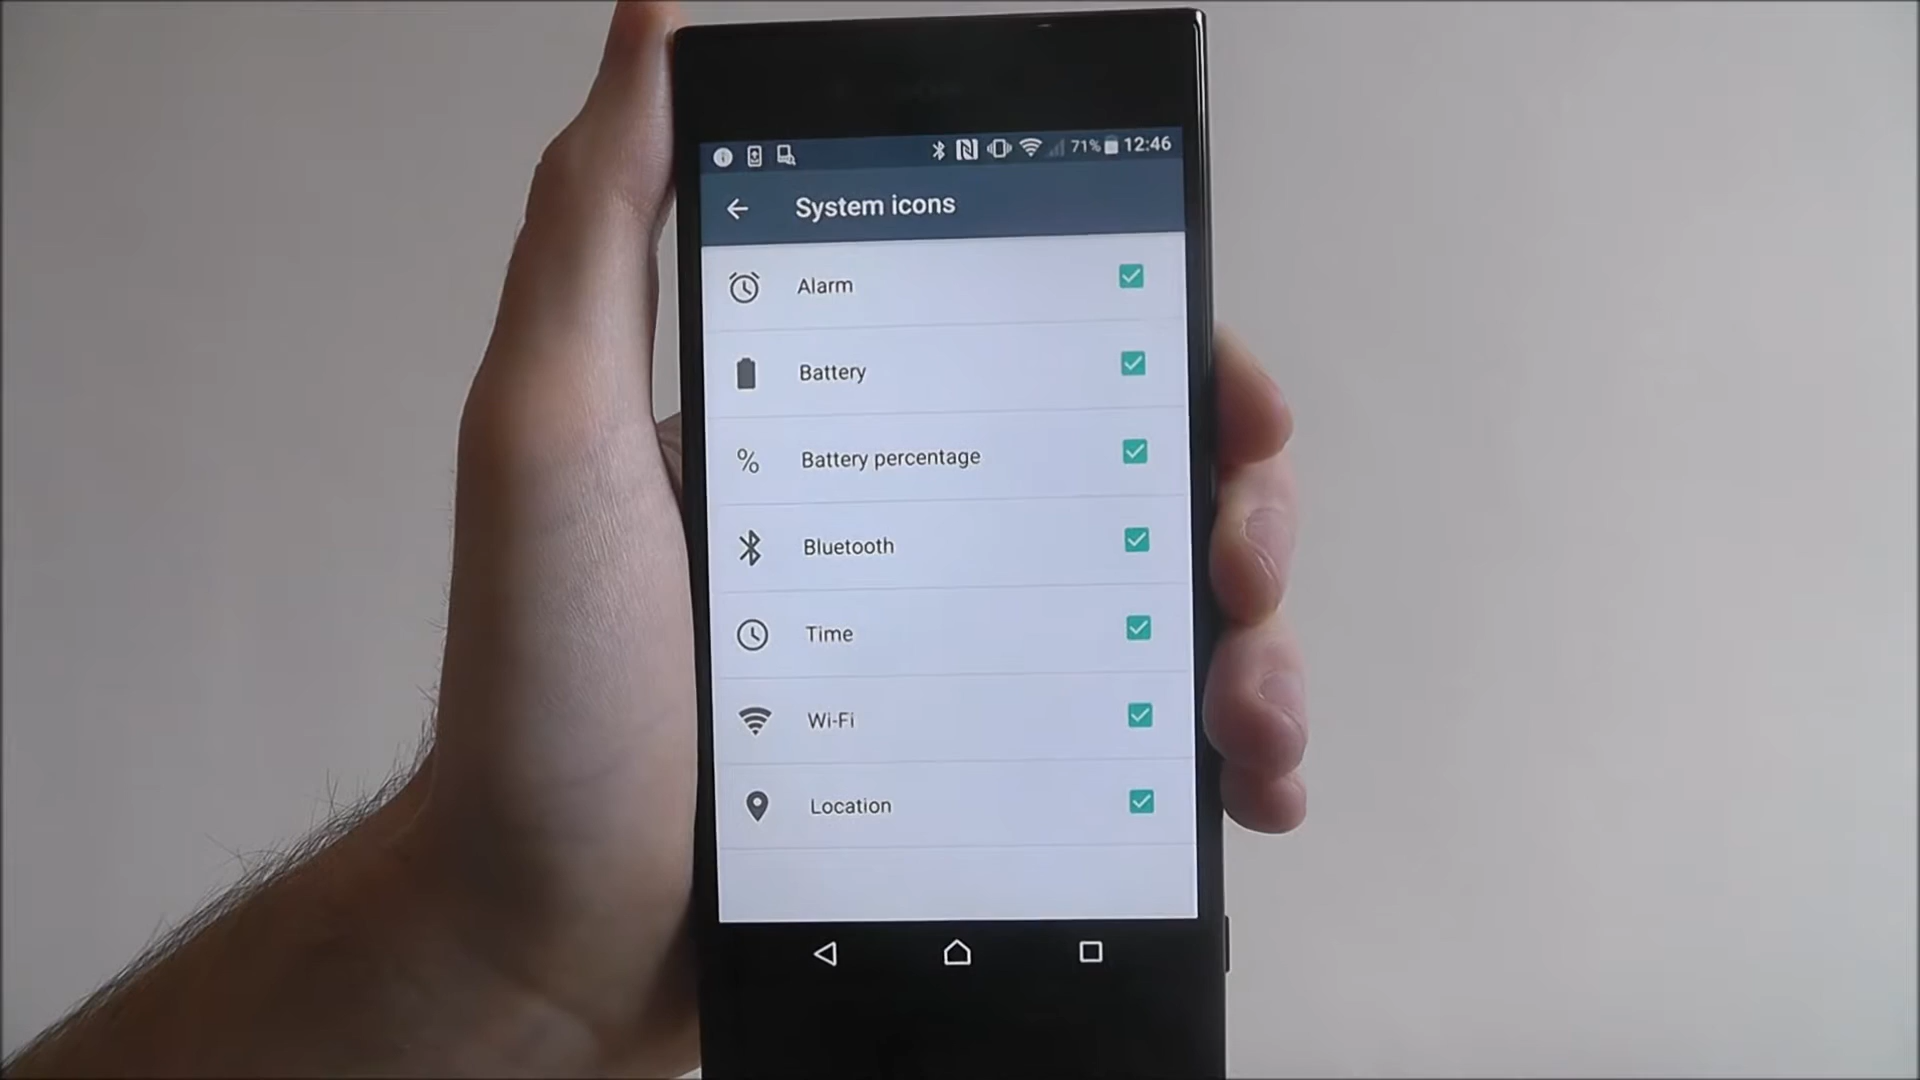 71% 12:46
System icons
Alarm
Battery
% Battery percentage
Bluetooth
Time
Wi-Fi
Location